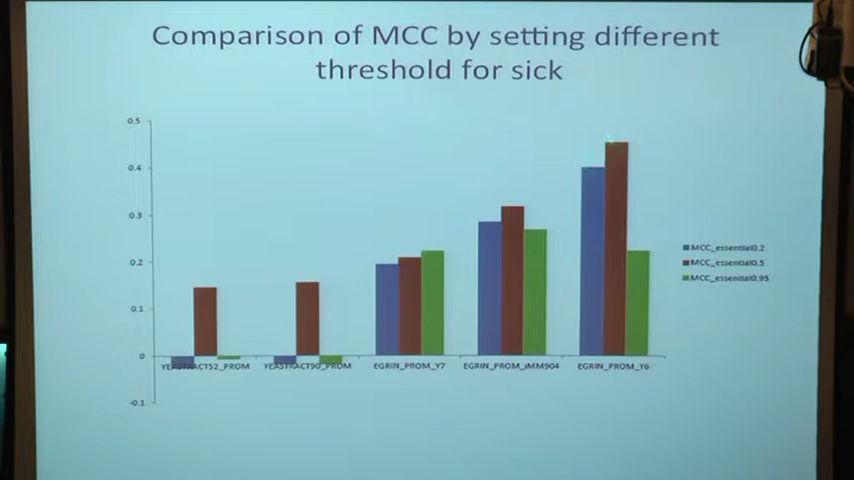 Comparison of MCC by setting different
threshold for sick
0.5
0.4
0.3
0.2
0.1
0
-0.1
YEASTRACT52_PROM
YEASTRACT90_PROM
EGRIN_PROM_Y7
EGRIN_PROM_iMM904
EGRIN_PROM_Y6
MCC_essential0.2
MCC_essential0.5
MCC_essential0.95